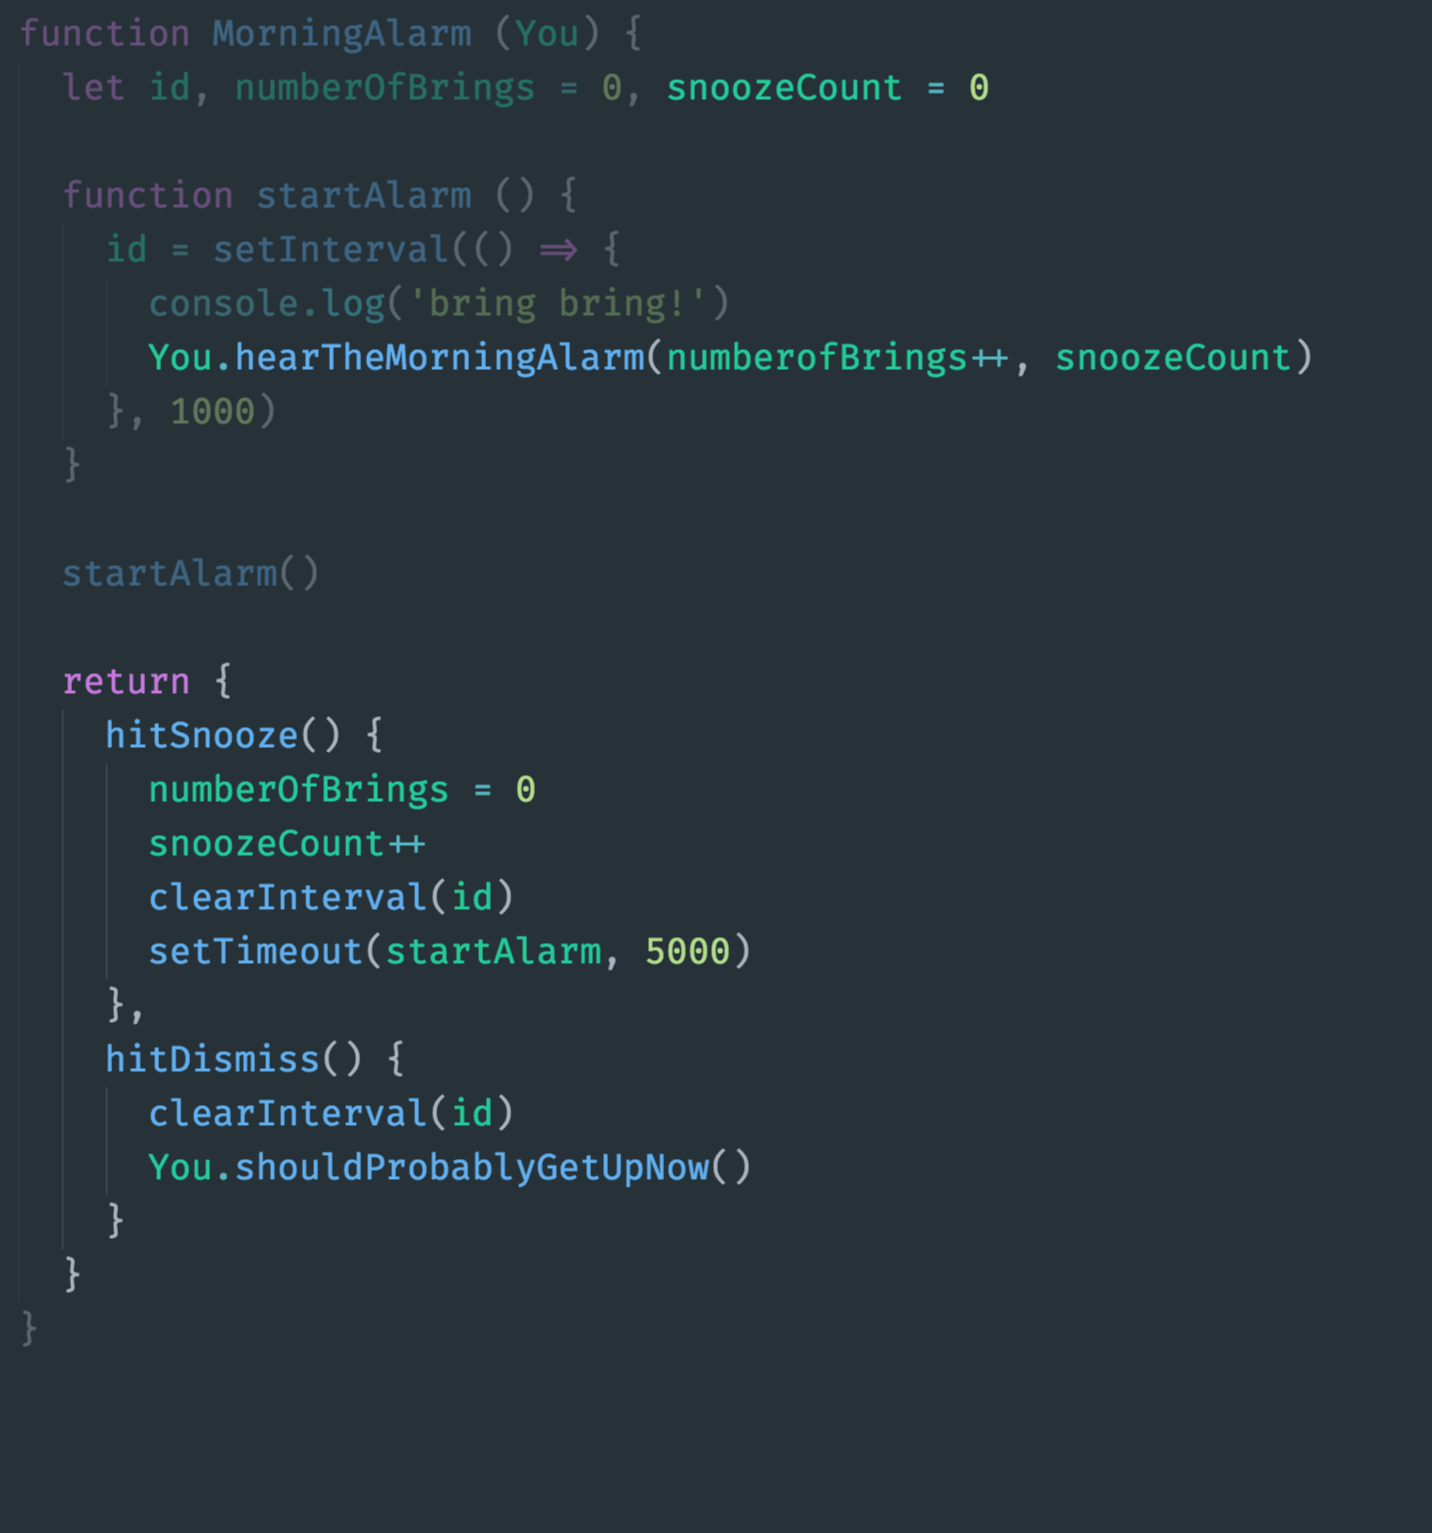 function MorningAlarm (You) {
  let id, numberOfBrings = 0, snoozeCount = 0

  function startAlarm () {
    id = setInterval(() => {
      console.log('bring bring!')
      You.hearTheMorningAlarm(numberofBrings++, snoozeCount)
    }, 1000)
  }

  startAlarm()

  return {
    hitSnooze() {
      numberOfBrings = 0
      snoozeCount++
      clearInterval(id)
      setTimeout(startAlarm, 5000)
    },
    hitDismiss() {
      clearInterval(id)
      You.shouldProbablyGetUpNow()
    }
  }
}